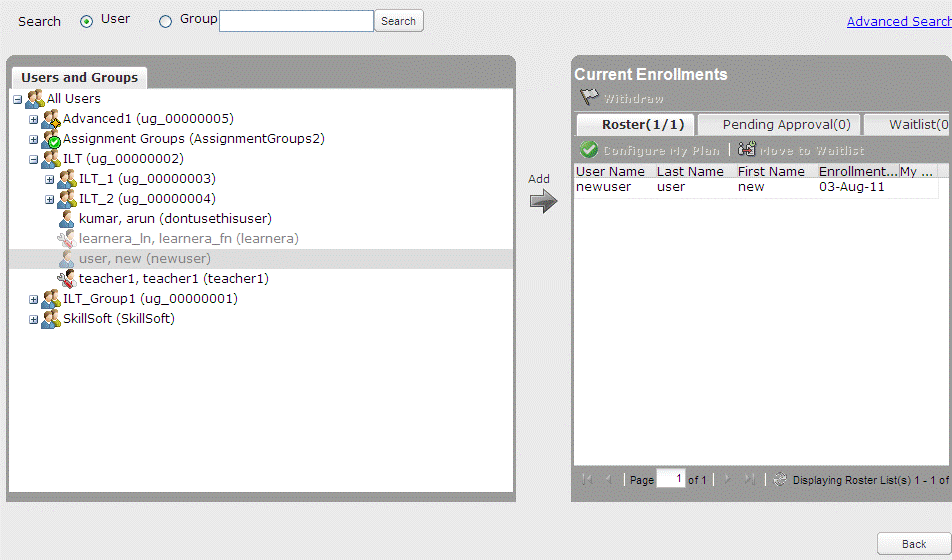 Search User Group Search Advanced Search
Users and Groups
All Users
Advanced1 (ug_00000005)
Assignment Groups (AssignmentGroups2)
ILT (ug_00000002)
ILT_1 (ug_00000003)
ILT_2 (ug_00000004)
kumar, arun (dontusethisuser)
learnera_ln, learnera_fn (learnera)
user, new (newuser)
teacher1, teacher1 (teacher1)
ILT_Group1 (ug_00000001)
SkillSoft (SkillSoft)
Add
Current Enrollments
Withdraw
Roster(1/1) Pending Approval(0) Waitlist(0
Configure My Plan Move to Waitlist
User Name Last Name First Name Enrollment... My ...
newuser user new 03-Aug-11
Page 1 of 1 Displaying Roster List(s) 1 - 1 of
Back